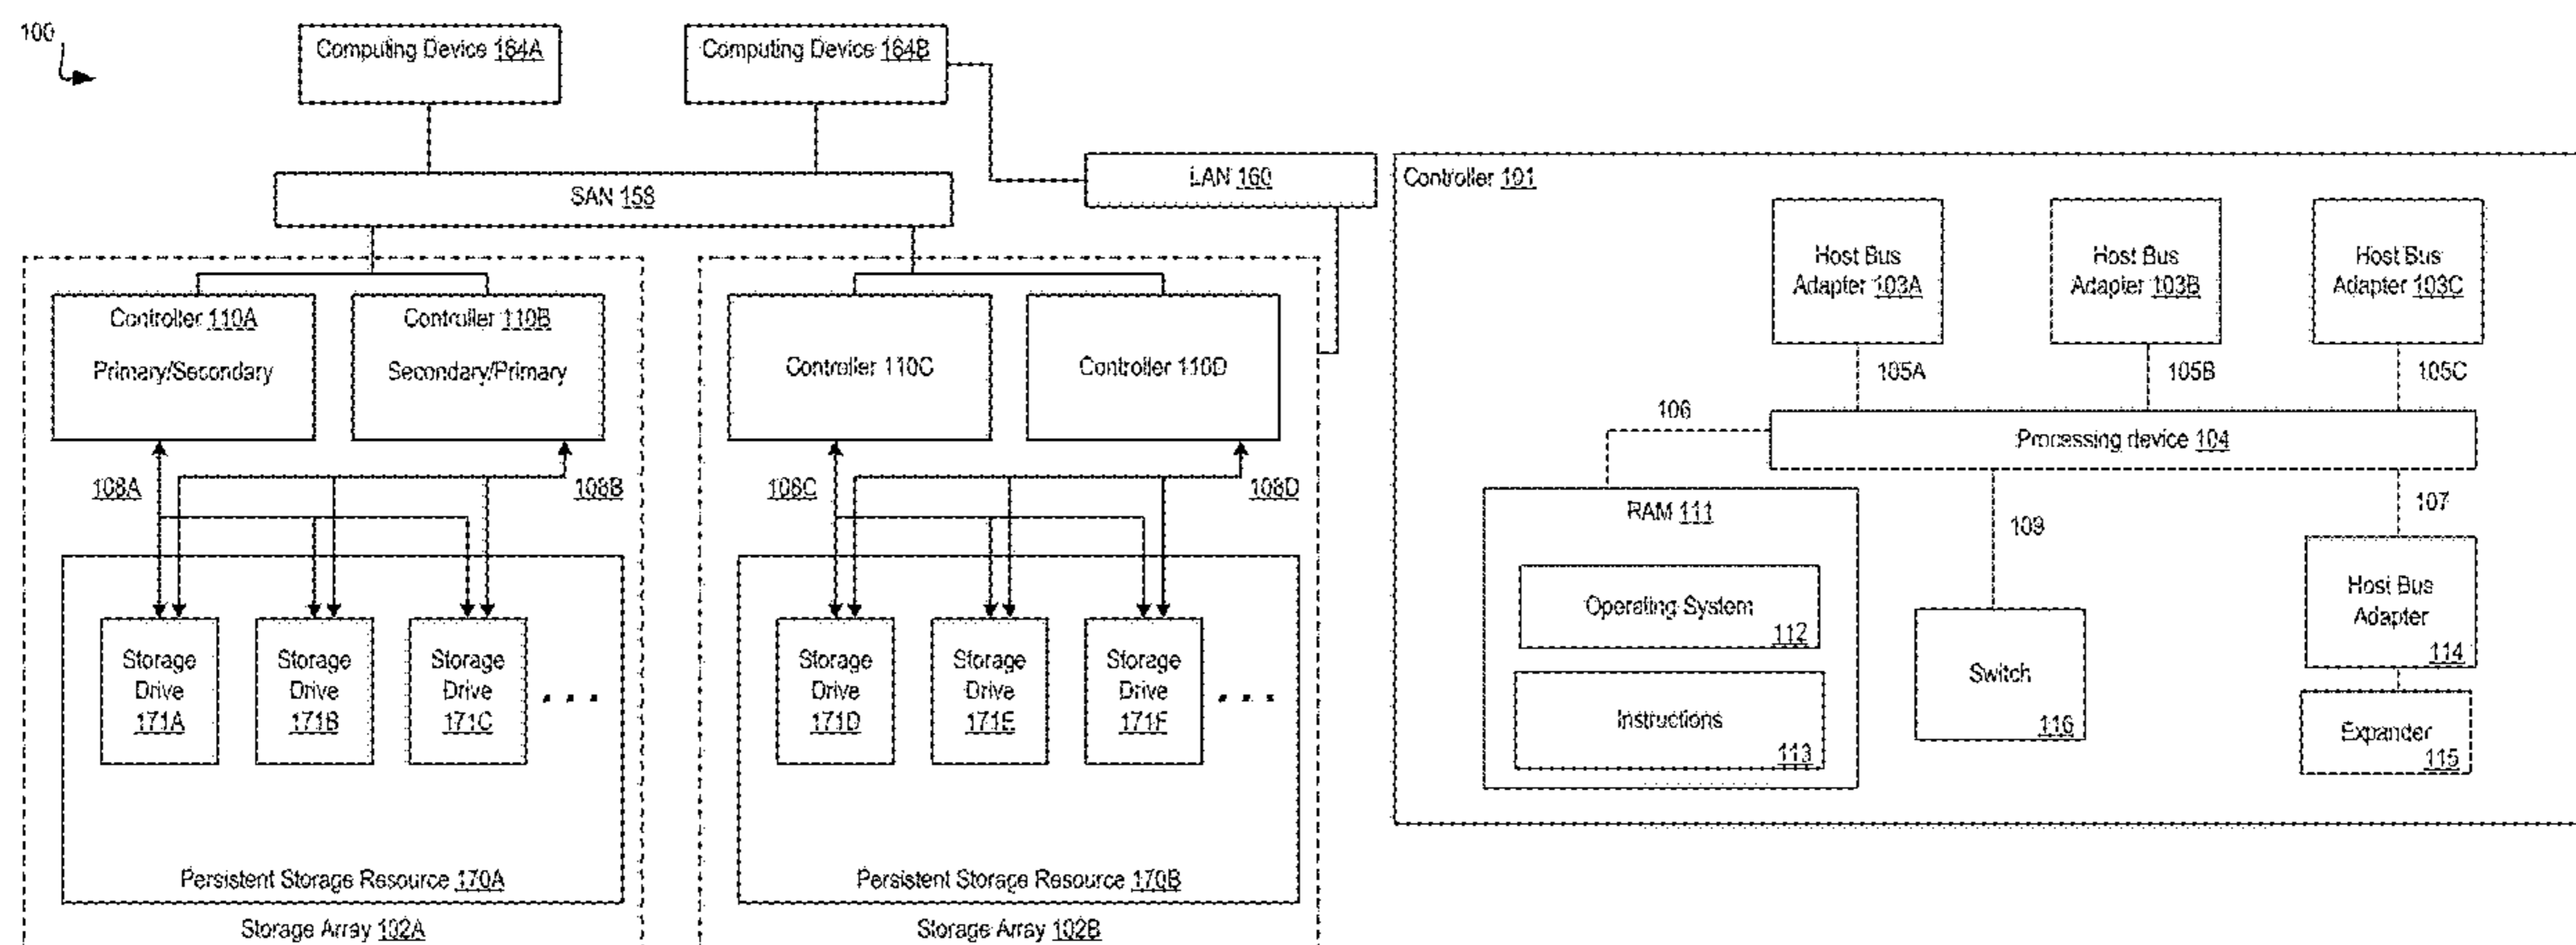 100
Computing Device 164A
Computing Device 164B
SAN 158
LAN 160
Controller 110A
Primary/Secondary
Controller 110B
Secondary/Primary
Controller 110C
Controller 110D
108A
108B
108C
108D
Storage
Drive
171A
Storage
Drive
171B
Storage
Drive
171C
...
Storage
Drive
171D
Storage
Drive
171E
Storage
Drive
171F
...
Persistent Storage Resource 170A
Persistent Storage Resource 170B
Storage Array 102A
Storage Array 102B
Controller 101
Host Bus
Adapter 103A
Host Bus
Adapter 103B
Host Bus
Adapter 103C
105A
105B
105C
106
Processing device 104
RAM 111
109
107
Operating System
112
Instructions
113
Switch
116
Host Bus
Adapter
114
Expander
115